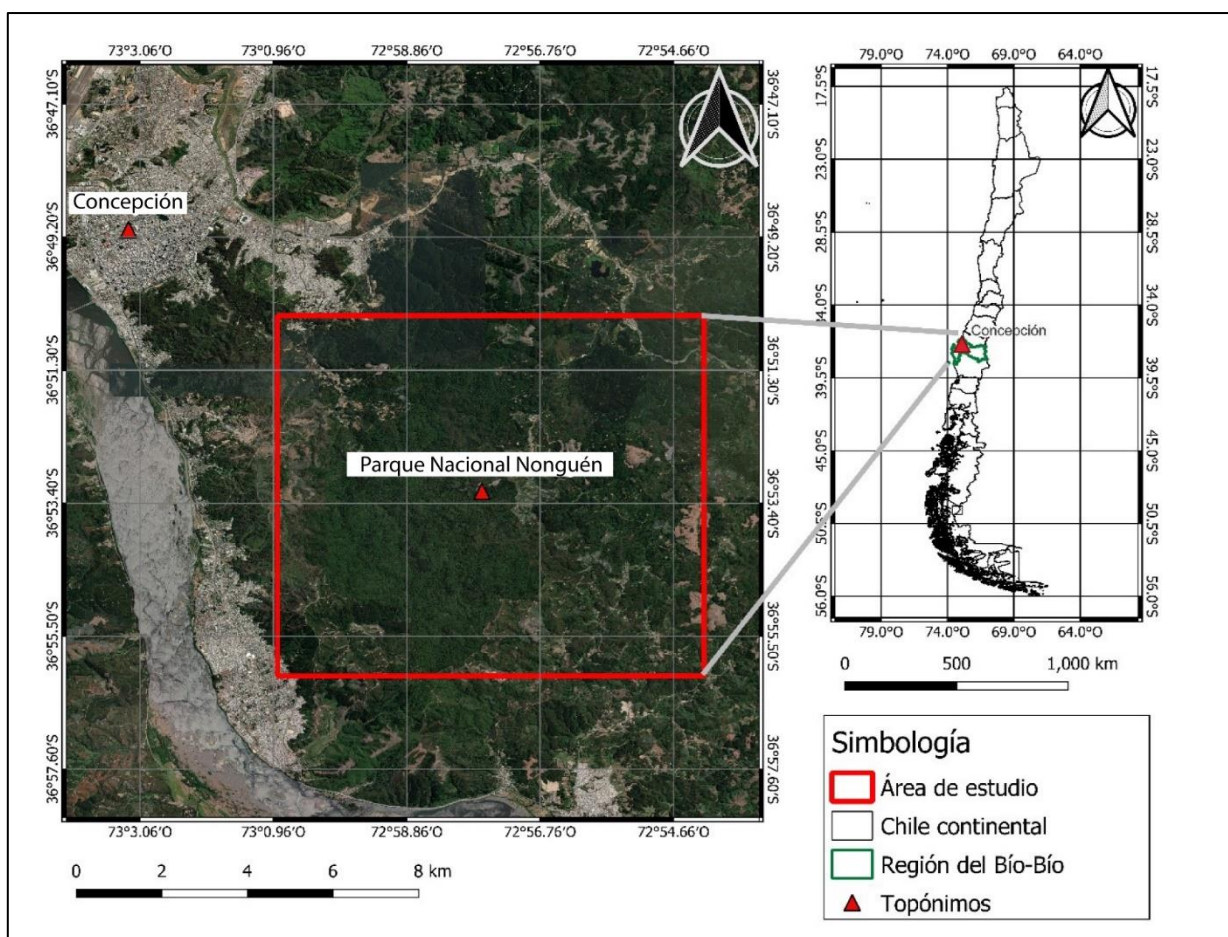 73°3.06'O 73°0.96'O 72°58.86'O 72°56.76'O 72°54.66'O
36°47.10'S 36°47.10'S
Concepción
36°49.20'S 36°49.20'S
36°51.30'S 36°51.30'S
Parque Nacional Nonguén
36°53.40'S 36°53.40'S
36°55.50'S 36°55.50'S
36°57.60'S 36°57.60'S
73°3.06'O 73°0.96'O 72°58.86'O 72°56.76'O 72°54.66'O
0 2 4 6 8 km
79.0°O 74.0°O 69.0°O 64.0°O
17.5°S 17.5°S
23.0°S 23.0°S
28.5°S 28.5°S
34.0°S 34.0°S
Concepción
39.5°S 39.5°S
45.0°S 45.0°S
50.5°S 50.5°S
56.0°S 56.0°S
79.0°O 74.0°O 69.0°O 64.0°O
0 500 1,000 km
Simbología
Área de estudio
Chile continental
Región del Bío-Bío
Topónimos